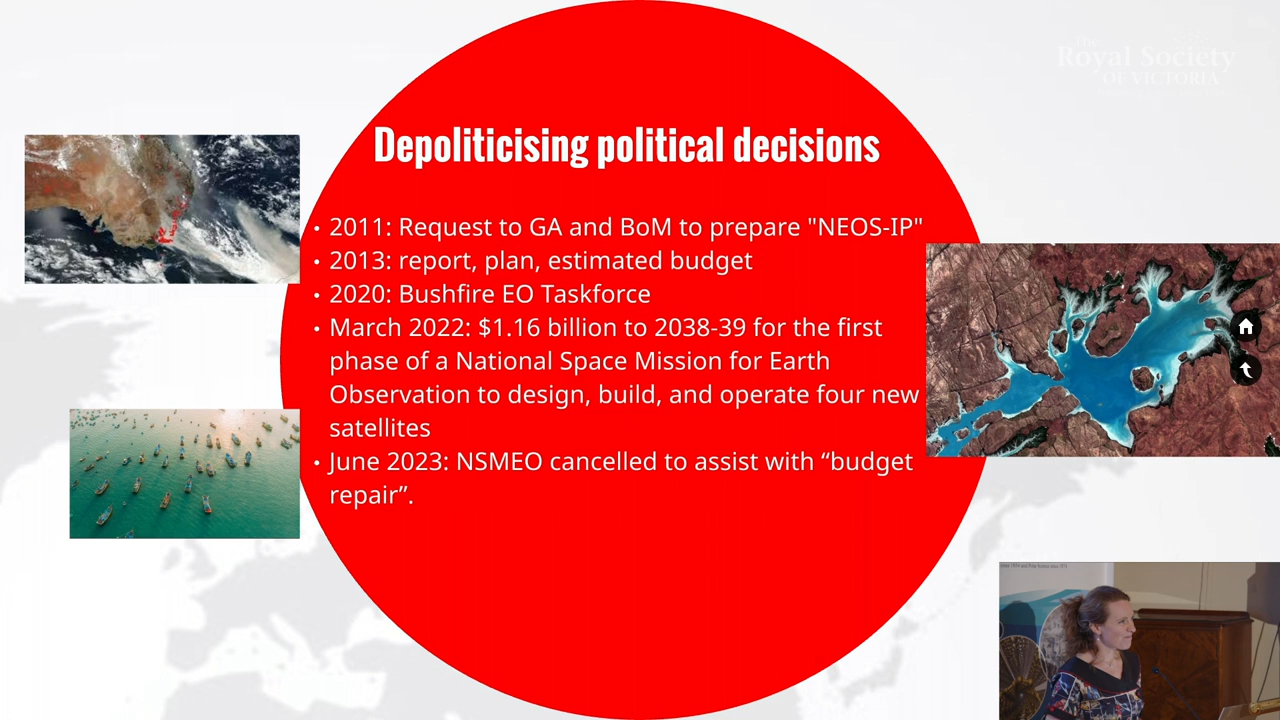 The
Royal Society
OF VICTORIA
Depoliticising political decisions
• 2011: Request to GA and BoM to prepare "NEOS-IP"
• 2013: report, plan, estimated budget
• 2020: Bushfire EO Taskforce
• March 2022: $1.16 billion to 2038-39 for the first
phase of a National Space Mission for Earth
Observation to design, build, and operate four new
satellites
• June 2023: NSMEO cancelled to assist with “budget
repair”.